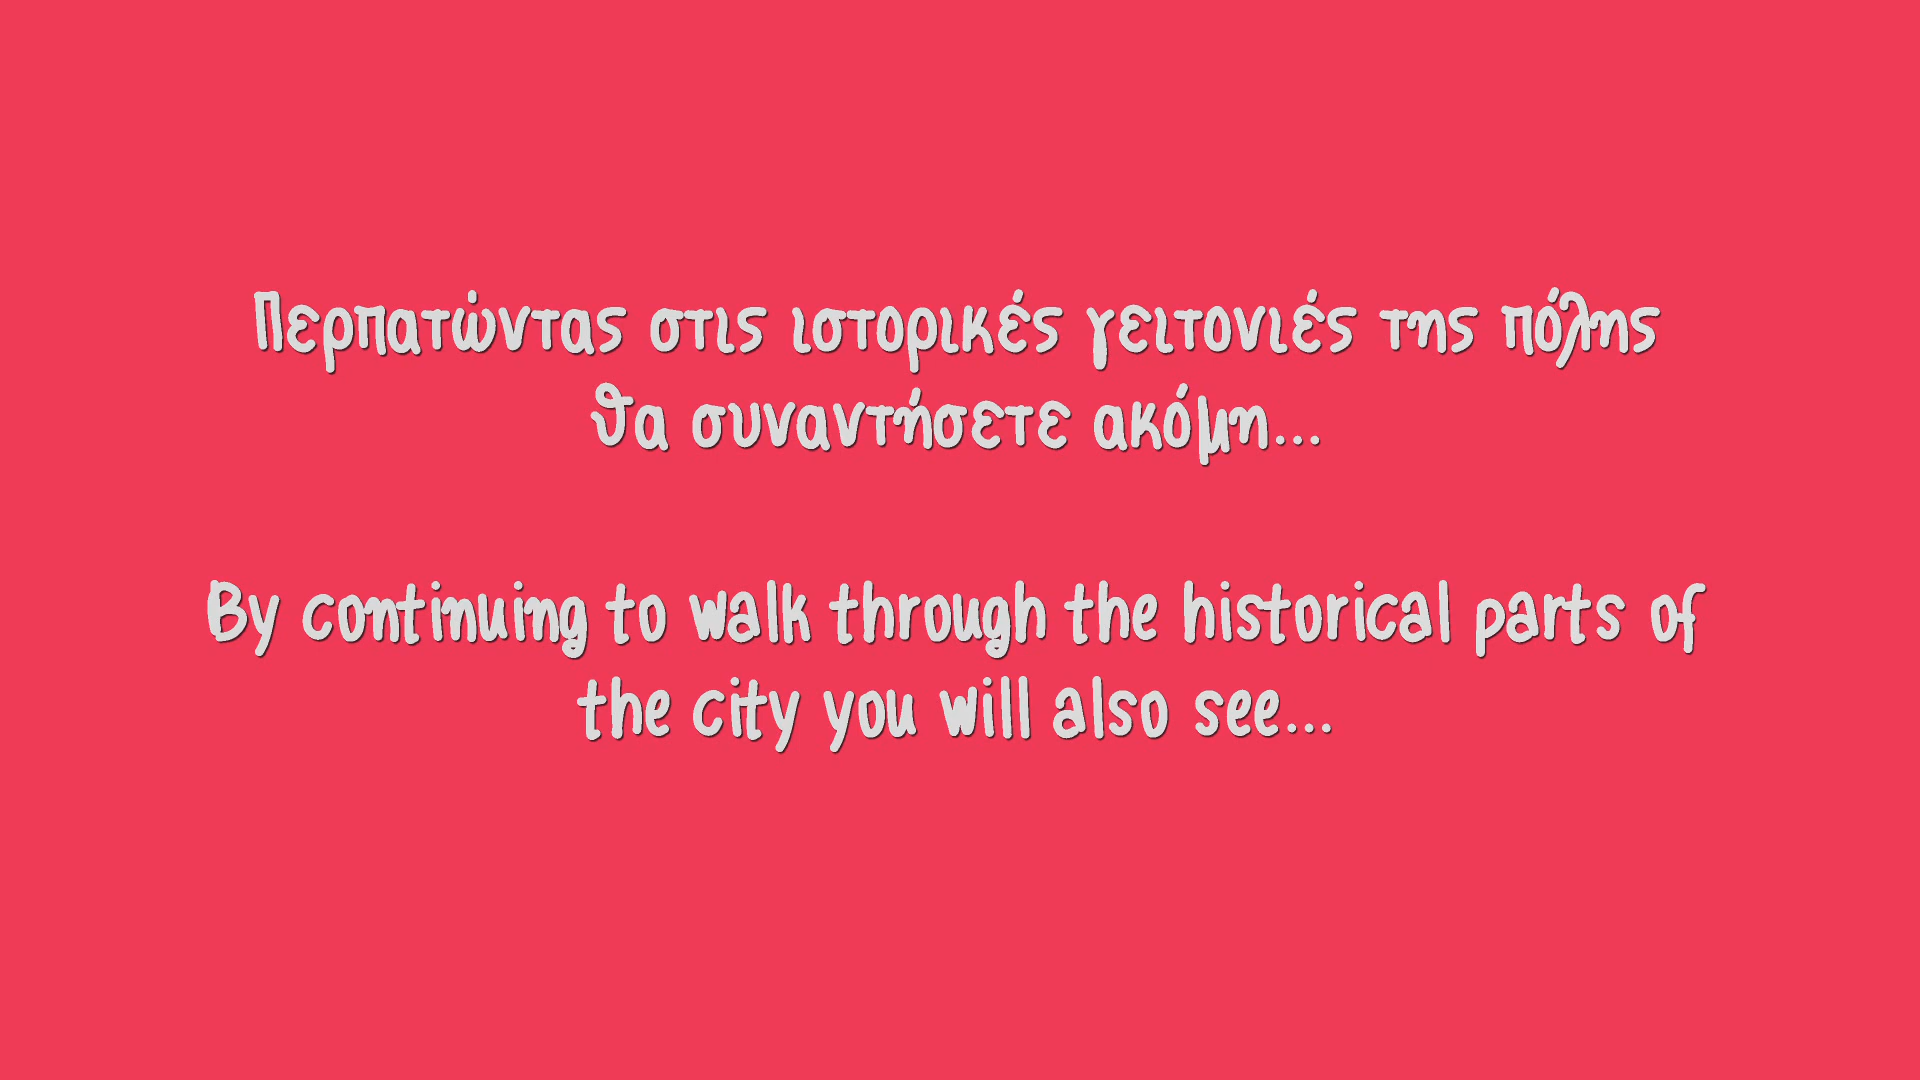 Περπατώντας στις ιστορικές γειτονιές της πόλης
θα συναντήσετε ακόμη...
By continuing to walk through the historical parts of
the city you will also see...